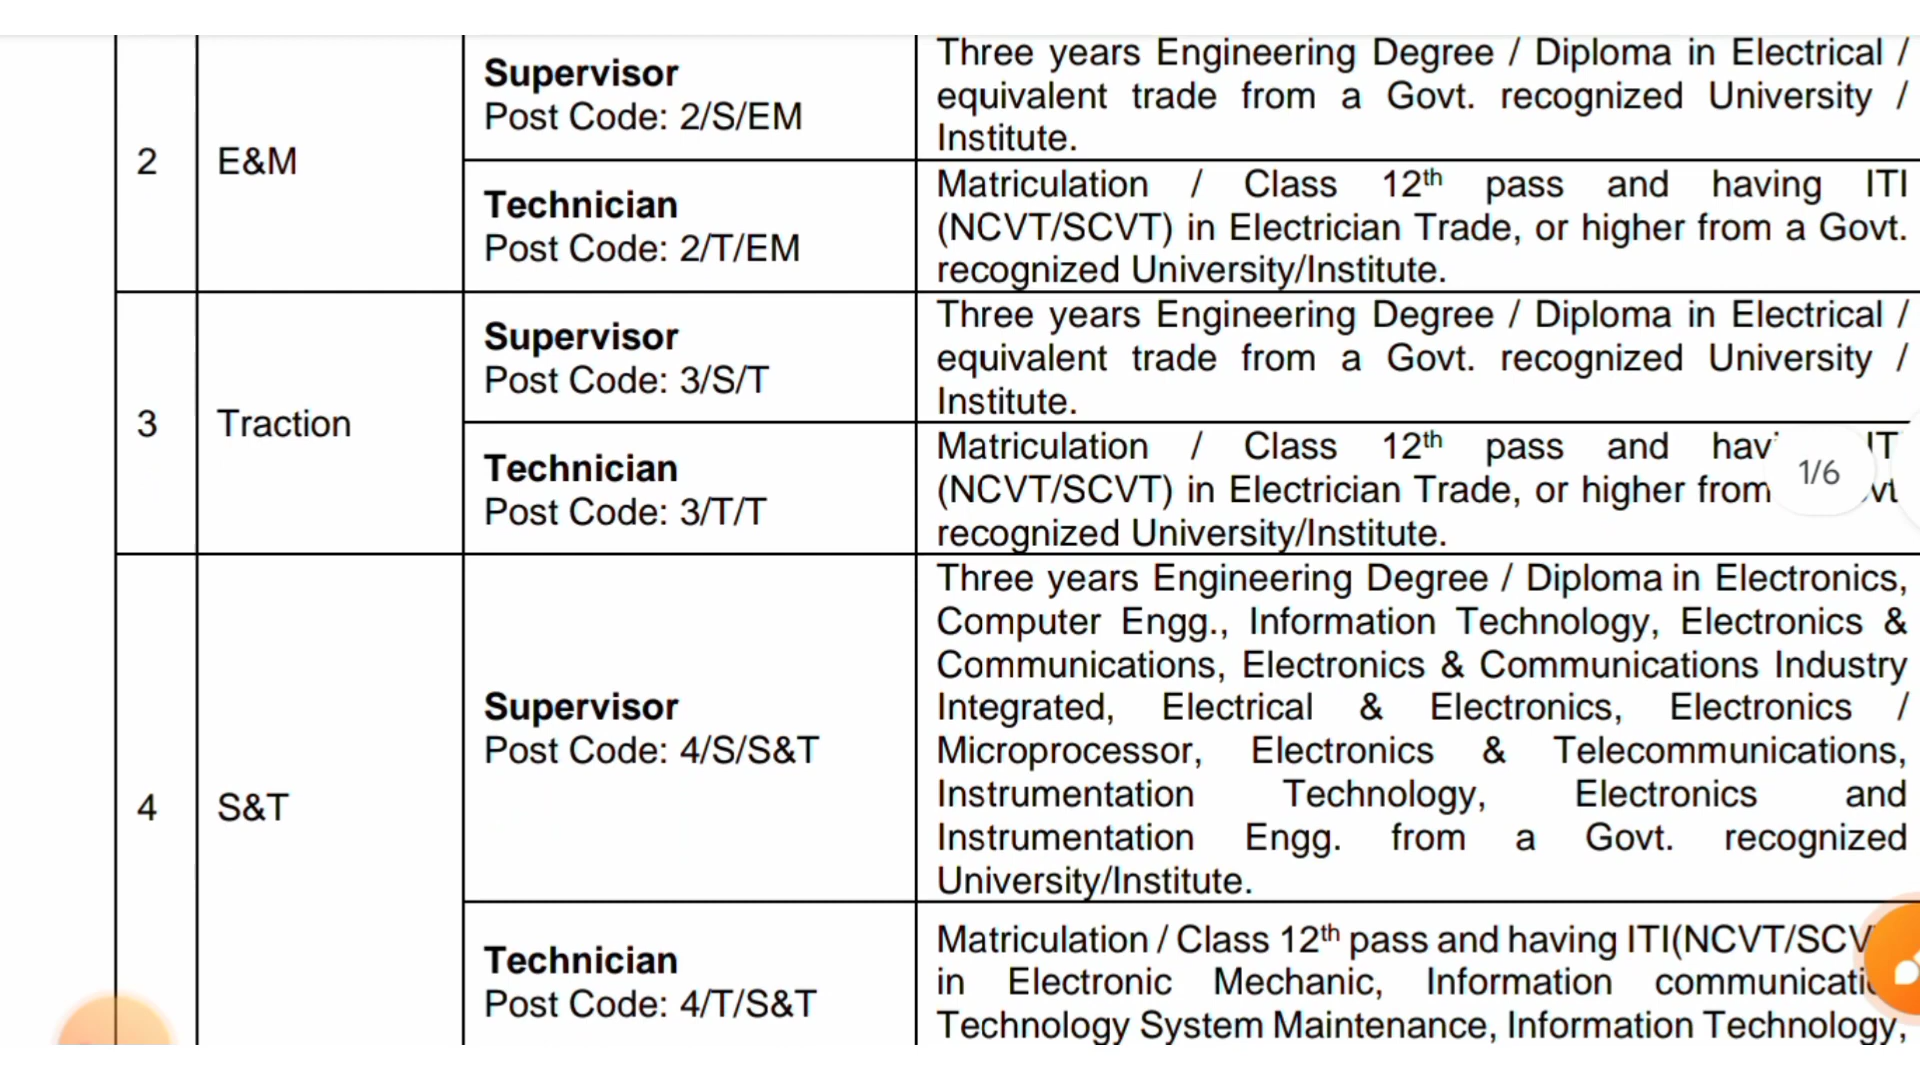 2
E&M
Supervisor
Post Code: 2/S/EM
Three years Engineering Degree / Diploma in Electrical /
equivalent trade from a Govt. recognized University /
Institute.
Technician
Post Code: 2/T/EM
Matriculation / Class 12th pass and having ITI
(NCVT/SCVT) in Electrician Trade, or higher from a Govt.
recognized University/Institute.
3
Traction
Supervisor
Post Code: 3/S/T
Three years Engineering Degree / Diploma in Electrical /
equivalent trade from a Govt. recognized University /
Institute.
Technician
Post Code: 3/T/T
Matriculation / Class 12th pass and
(NCVT/SCVT) in Electrician Trade, or higher from
recognized University/Institute.
1/6
4
S&T
Supervisor
Post Code: 4/S/S&T
Three years Engineering Degree / Diploma in Electronics,
Computer Engg., Information Technology, Electronics &
Communications, Electronics & Communications Industry
Integrated, Electrical & Electronics, Electronics /
Microprocessor, Electronics & Telecommunications,
Instrumentation Technology, Electronics and
Instrumentation Engg. from a Govt. recognized
University/Institute.
Technician
Post Code: 4/T/S&T
Matriculation / Class 12th pass and having
in Electronic Mechanic, Information
Technology System Maintenance, Information Technology,